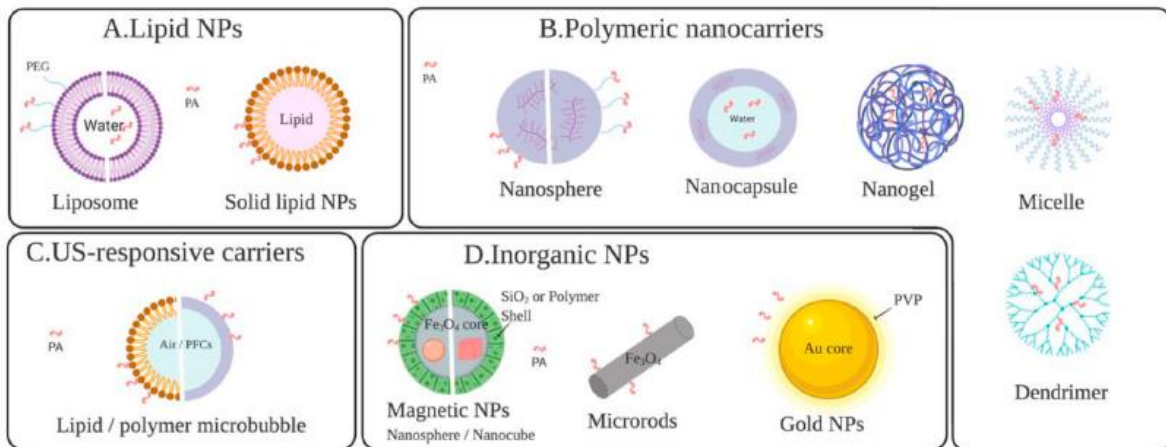 A.Lipid NPs
PEG
PA
Water
Lipid
Liposome
Solid lipid NPs
B.Polymeric nanocarriers
PA
Water
Nanosphere
Nanocapsule
Nanogel
Micelle
Dendrimer
C.US-responsive carriers
PA
Air / PFCs
Lipid / polymer microbubble
D.Inorganic NPs
SiO₂ or Polymer
Shell
Fe₃O₄ core
PA
Fe₃O₄
PVP
Au core
Magnetic NPs
Nanosphere / Nanocube
Microrods
Gold NPs